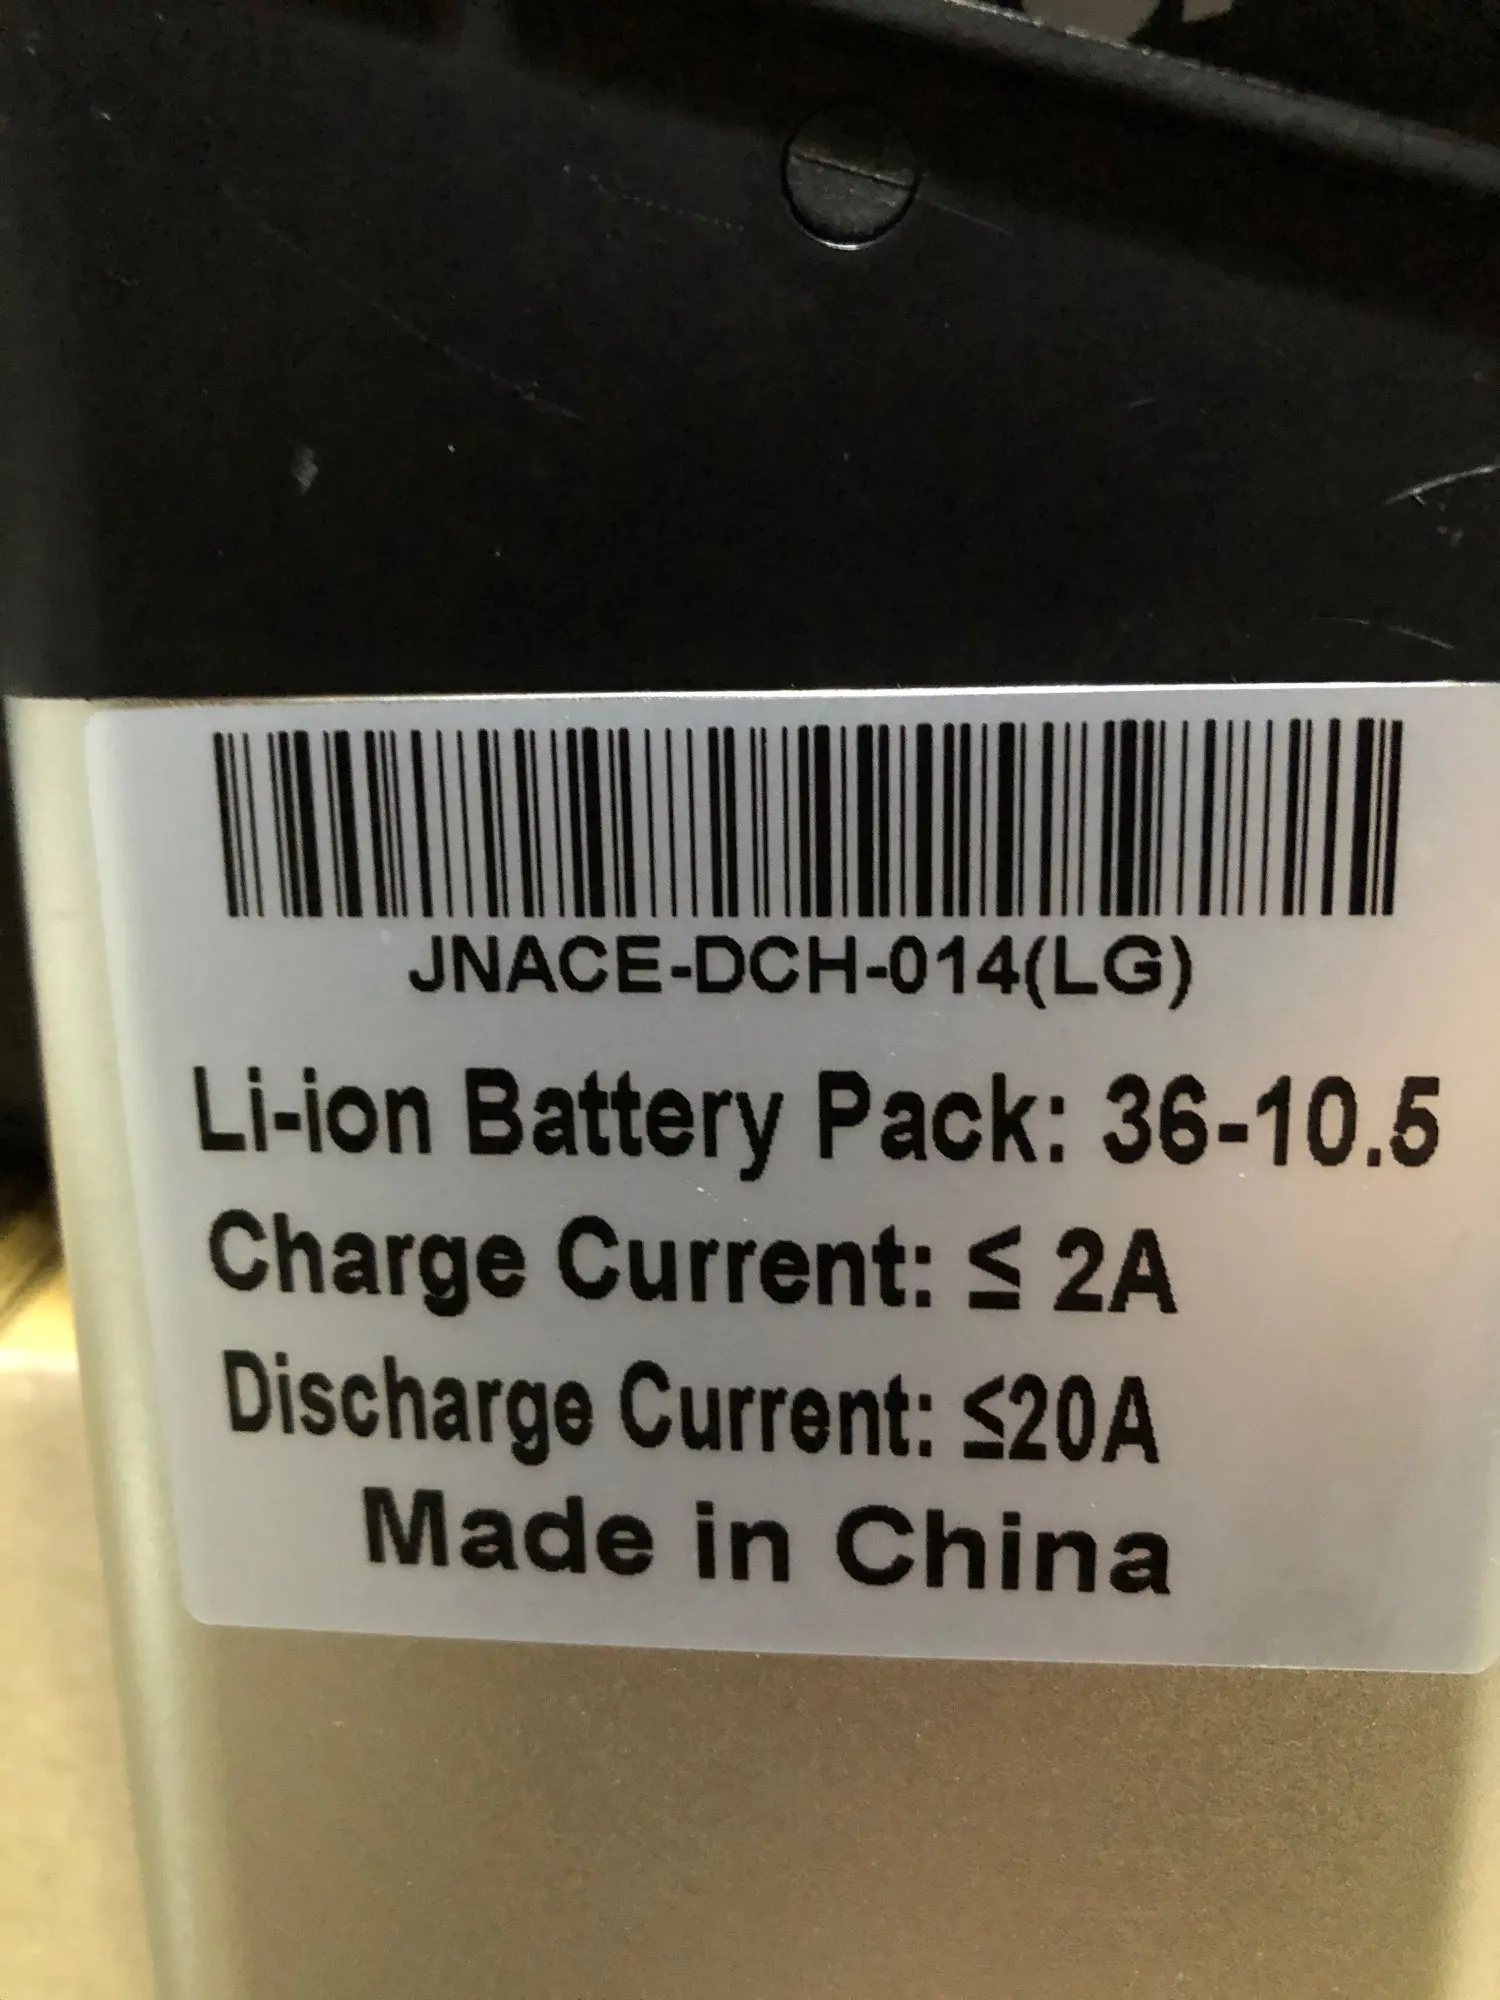 JNACE-DCH-014(LG)
Li-ion Battery Pack: 36-10.5
Charge Current: ≤ 2A
Discharge Current: ≤20A
Made in China